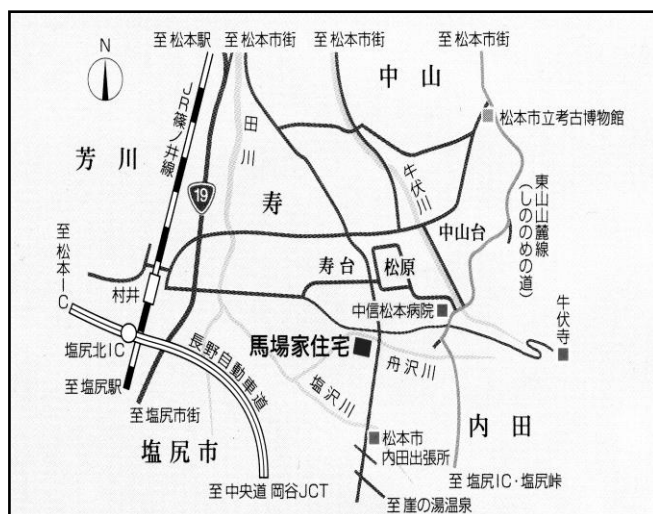 至松本駅
至松本市街
至松本市街
至松本市街
N
中山
JR篠ノ井線
田川
松本市立考古博物館
芳川
19
牛伏川
寿
東山山麓線
(しののめの道)
中山台
至松本IC
寿台
松原
村井
中信松本病院
牛伏寺
塩尻北IC
長野自動車道
馬場家住宅
舟沢川
至塩尻駅
塩沢川
至塩尻市街
内田
松本市
内田出張所
塩尻市
至塩尻IC・塩尻峠
至中央道 岡谷JCT
至崖の湯温泉